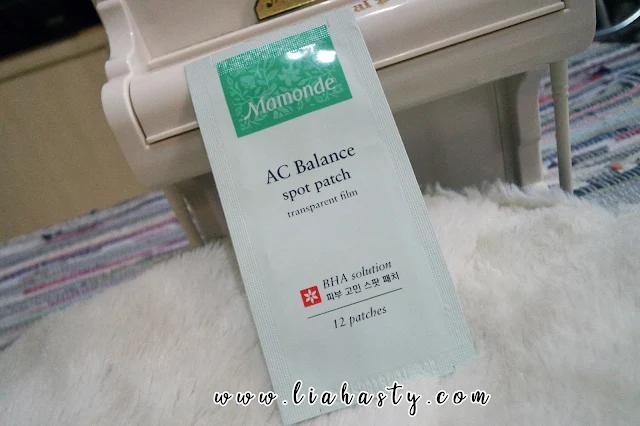 Mamonde
AC Balance
spot patch
transparent film
BHA solution
피부 고민 스팟 패치
12 patches
www.liahasty.com